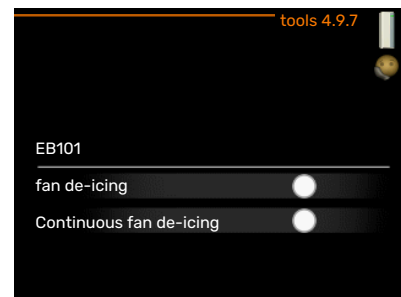 tools 4.9.7
EB101
fan de-icing
Continuous fan de-icing